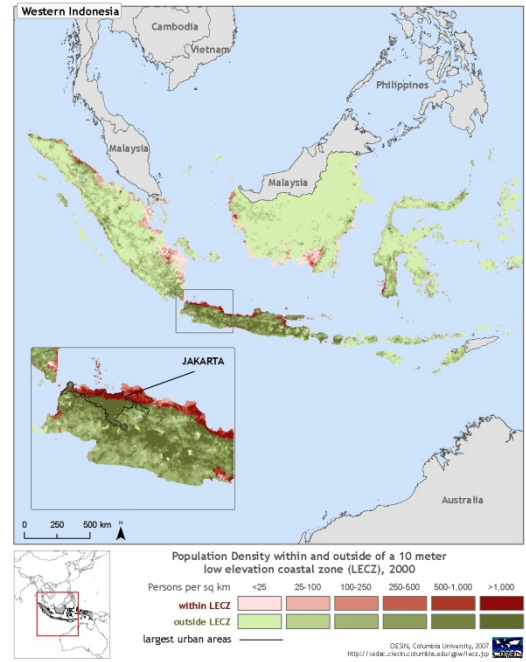 Western Indonesia
Cambodia
Vietnam
Philippines
Malaysia
Malaysia
JAKARTA
Australia
0 250 500 km N
Population Density within and outside of a 10 meter
low elevation coastal zone (LECZ), 2000
Persons per sq km <25 25-100 100-250 250-500 500-1,000 >1,000
within LECZ
outside LECZ
largest urban areas
CIESIN, Columbia University, 2007
http://sedac.ciesin.columbia.edu/gpw/lecz.jsp